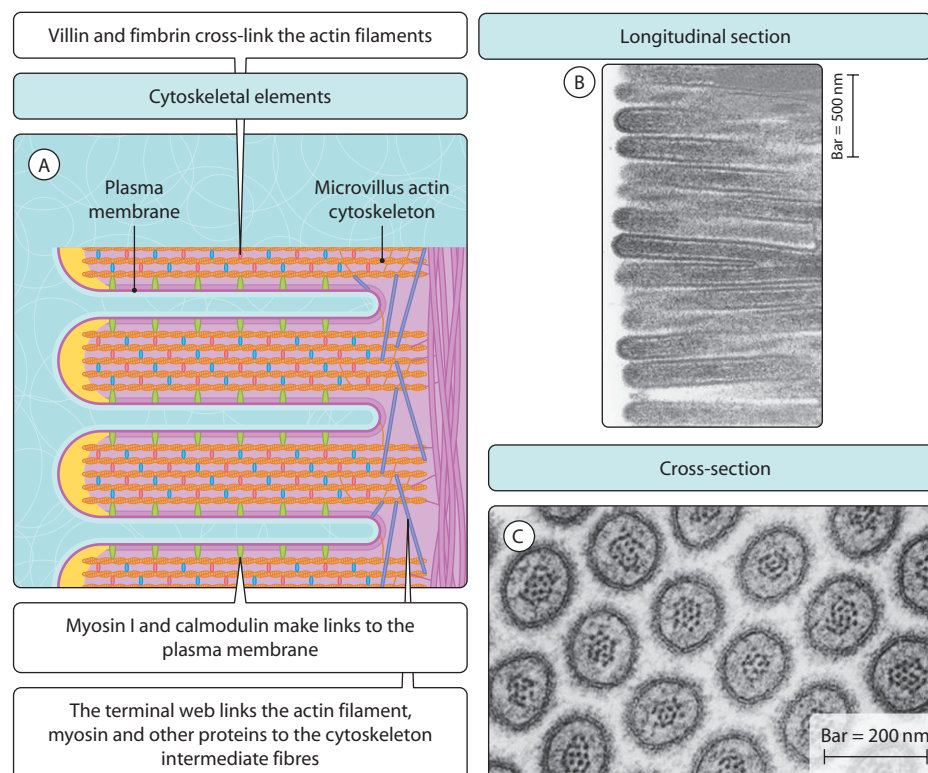 Villin and fimbrin cross-link the actin filaments
Cytoskeletal elements
A
Plasma
membrane
Microvillus actin
cytoskeleton
Myosin I and calmodulin make links to the
plasma membrane
The terminal web links the actin filament,
myosin and other proteins to the cytoskeleton
intermediate fibres
Longitudinal section
B
Bar = 500 nm
Cross-section
C
Bar = 200 nm